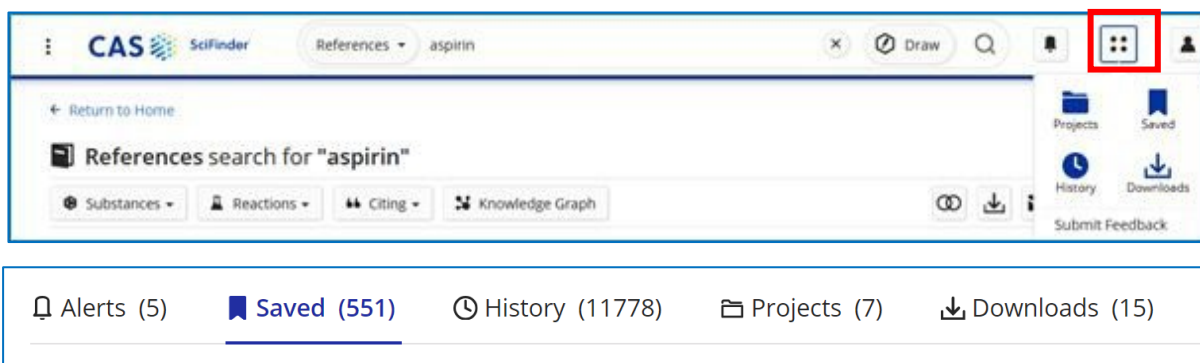 CAS SciFinder References aspirin Draw
Return to Home
References search for "aspirin"
Projects Saved
Substances Reactions Citing Knowledge Graph
History Downloads
Submit Feedback
Alerts (5) Saved (551) History (11778) Projects (7) Downloads (15)